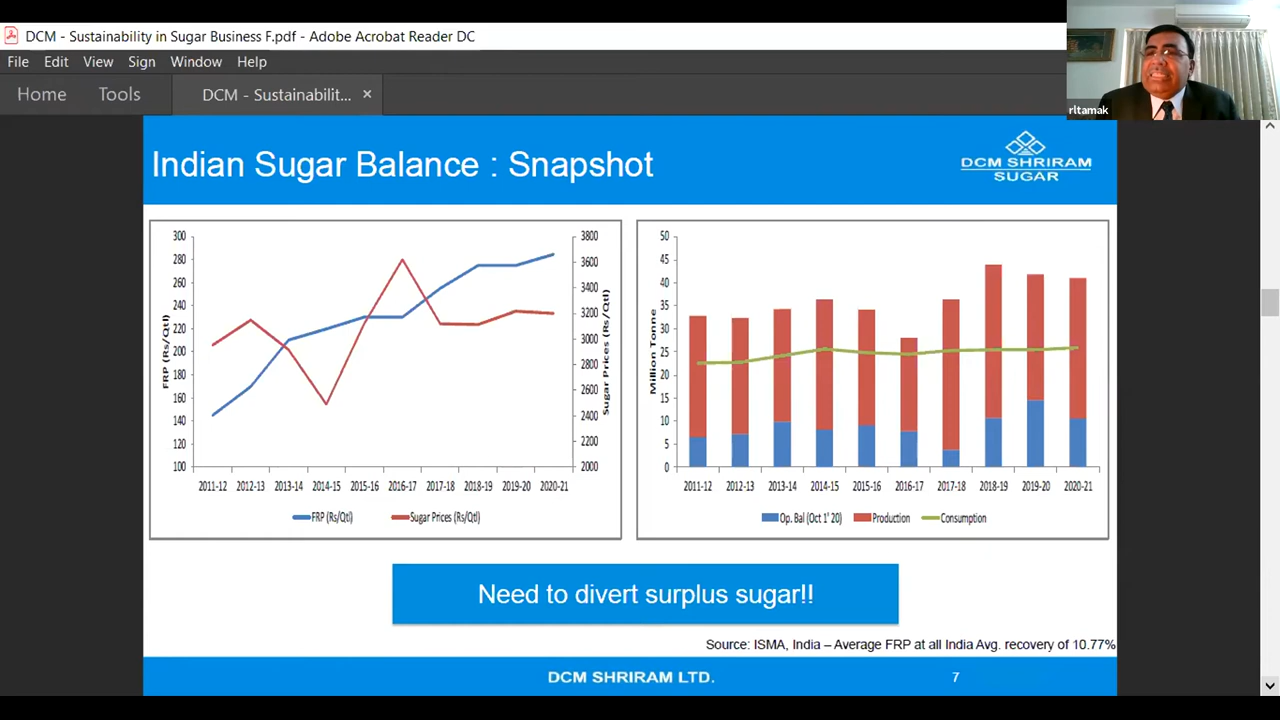 DCM - Sustainability in Sugar Business F.pdf - Adobe Acrobat Reader DC
File Edit View Sign Window Help
Home Tools DCM - Sustainabilit... ×
rltamak
Indian Sugar Balance : Snapshot
DCM SHRIRAM
SUGAR
300
280
260
240
220
200
180
160
140
120
100
FRP (Rs/Qtl)
3800
3600
3400
3200
3000
2800
2600
2400
2200
2000
Sugar Prices (Rs/Qtl)
2011-12 2012-13 2013-14 2014-15 2015-16 2016-17 2017-18 2018-19 2019-20 2020-21
FRP (Rs/Qtl) Sugar Prices (Rs/Qtl)
50
45
40
35
30
25
20
15
10
5
0
Million Tonne
2011-12 2012-13 2013-14 2014-15 2015-16 2016-17 2017-18 2018-19 2019-20 2020-21
Op. Bal (Oct 1' 20) Production Consumption
Need to divert surplus sugar!!
Source: ISMA, India – Average FRP at all India Avg. recovery of 10.77%
DCM SHRIRAM LTD. 7